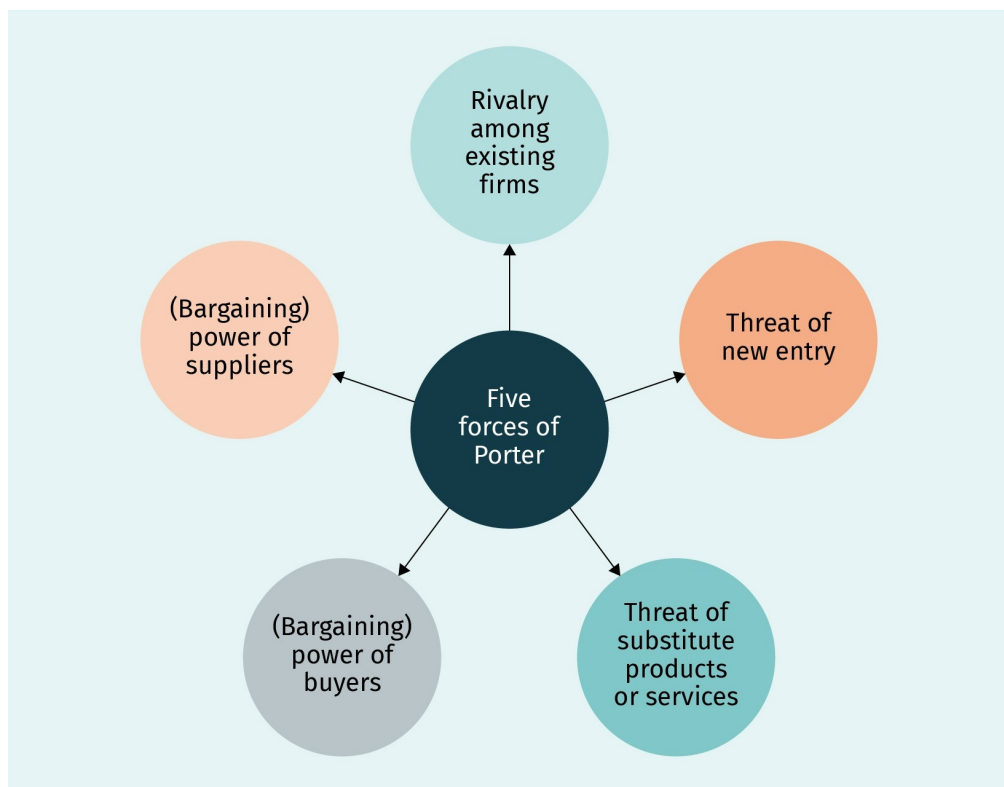 Rivalry
among
existing
firms
(Bargaining)
power of
suppliers
Threat of
new entry
Five
forces of
Porter
(Bargaining)
power of
buyers
Threat of
substitute
products
or services